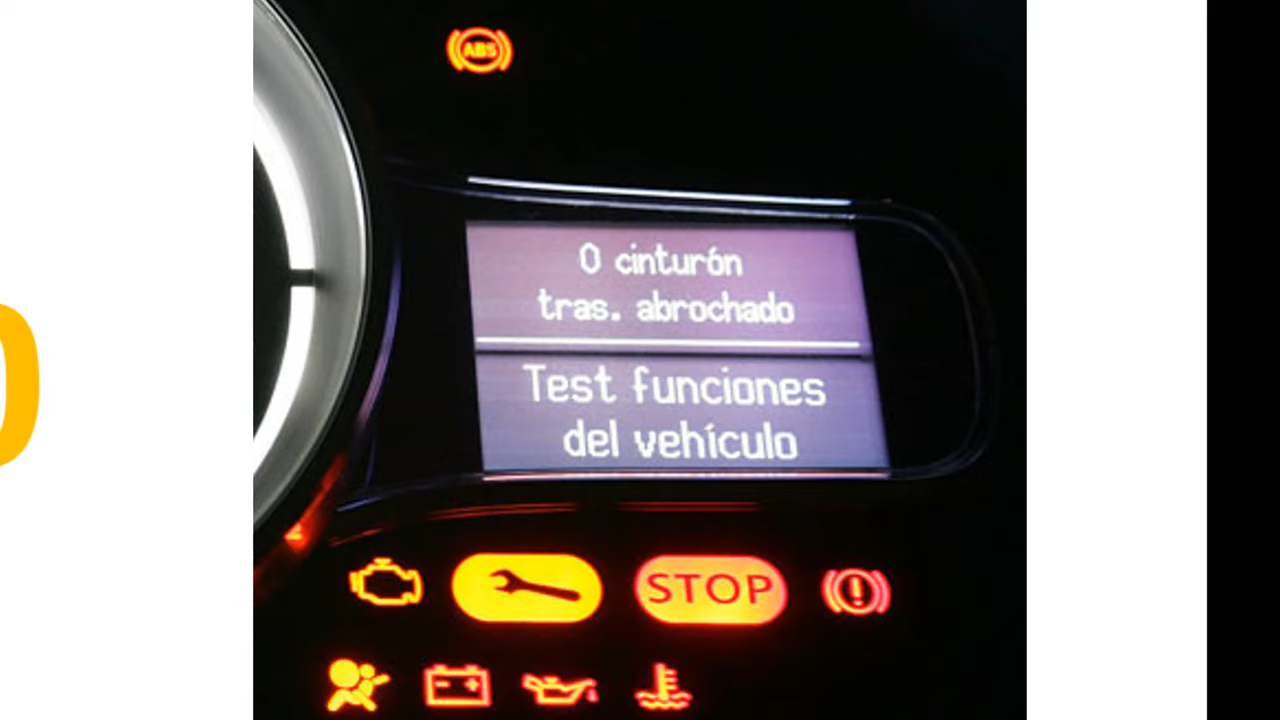 ABS
0 cinturón
tras. abrochado
Test funciones
del vehículo
STOP